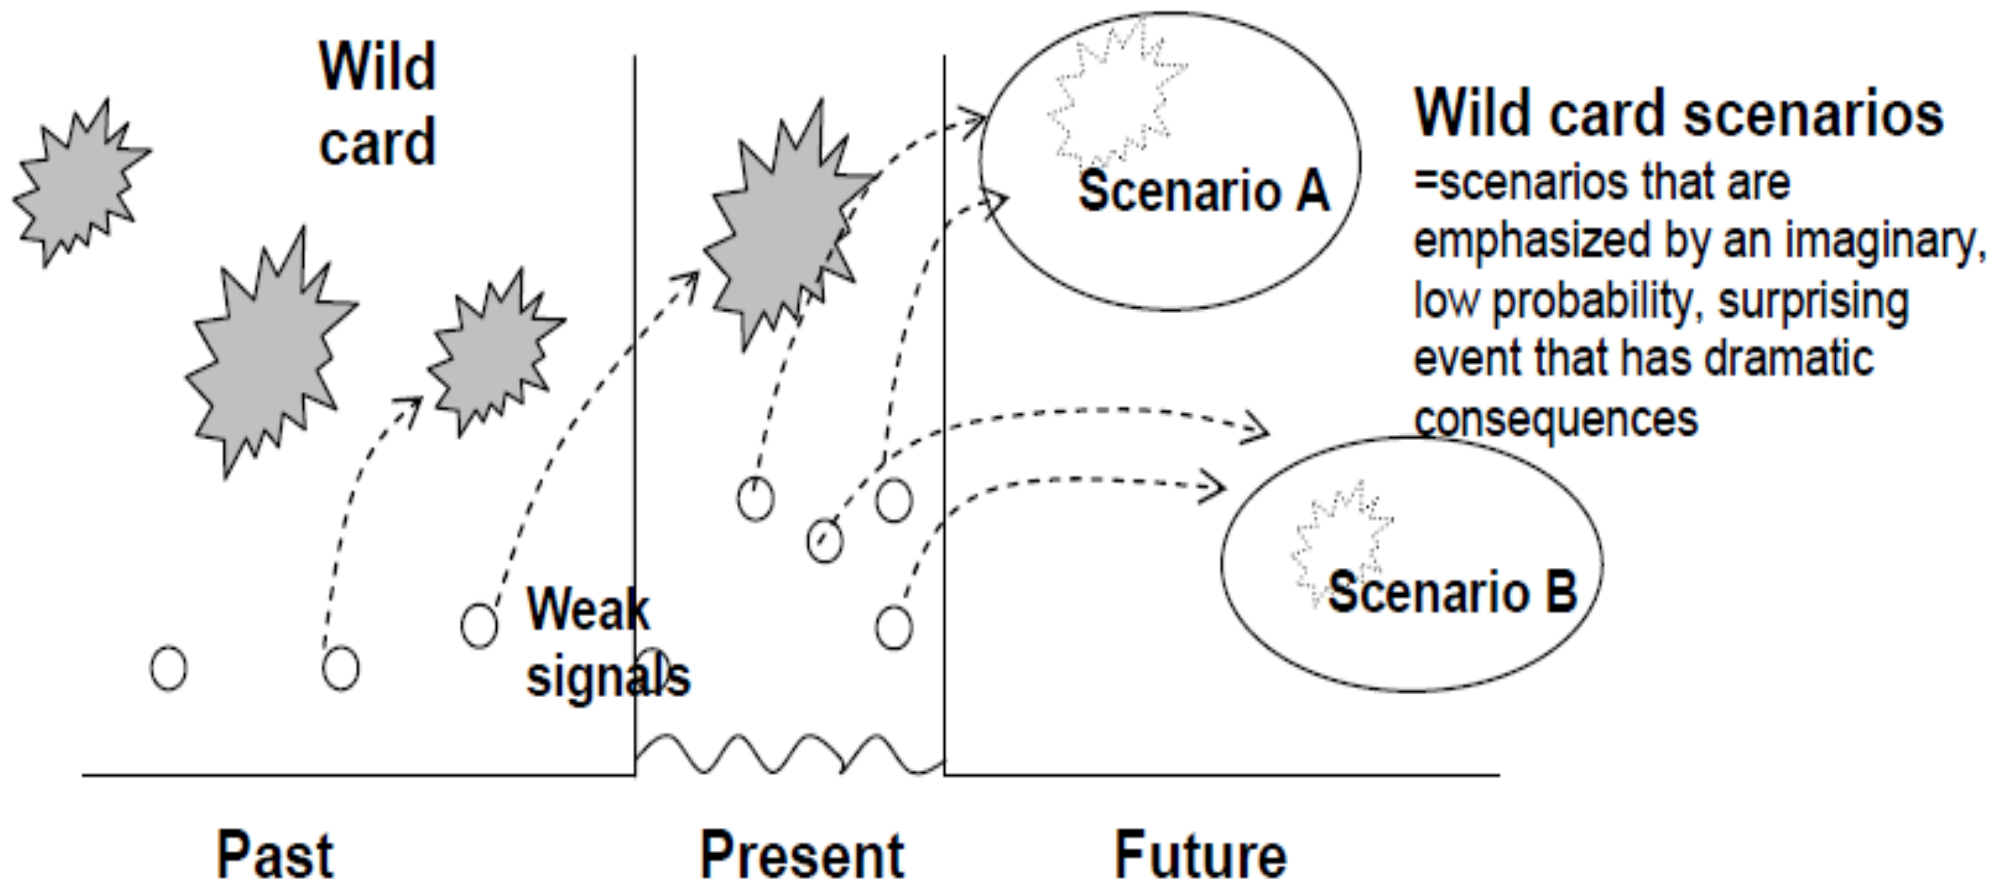 Wild
card
Wild card scenarios
=scenarios that are
emphasized by an imaginary,
low probability, surprising
event that has dramatic
consequences
Scenario A
Scenario B
Weak
signals
Past
Present
Future